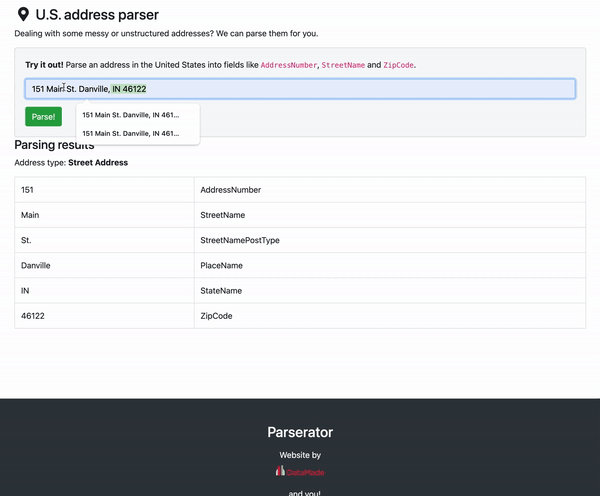 U.S. address parser
Dealing with some messy or unstructured addresses? We can parse them for you.
Try it out! Parse an address in the United States into fields like AddressNumber, StreetName and ZipCode.
151 Main St. Danville, IN 46122
Parse!
151 Main St. Danville, IN 461...
151 Main St. Danville, IN 461...
Parsing results
Address type: Street Address
151 AddressNumber
Main StreetName
St. StreetNamePostType
Danville PlaceName
IN StateName
46122 ZipCode
Parserator
Website by
DataMade
and you!